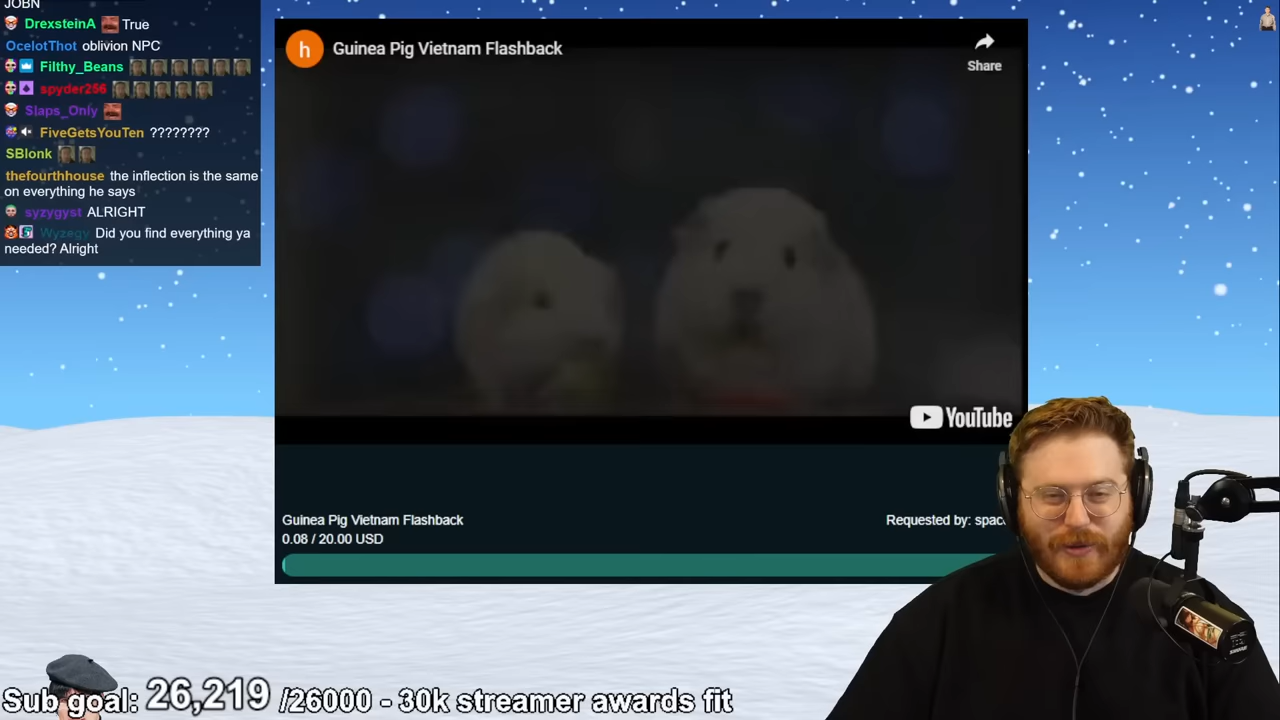 JOBN
DrexsteinA True
OcelotThot oblivion NPC
Filthy_Beans
spyder256
Slaps_Only
FiveGetsYouTen ????????
SBlonk
thefourthhouse the inflection is the same
on everything he says
syzygyst ALRIGHT
Wyzegy Did you find everything ya
needed? Alright
h Guinea Pig Vietnam Flashback
Share
YouTube
Guinea Pig Vietnam Flashback
Requested by: spac
0.08 / 20.00 USD
Sub goal: 26,219 /26000 - 30k streamer awards fit